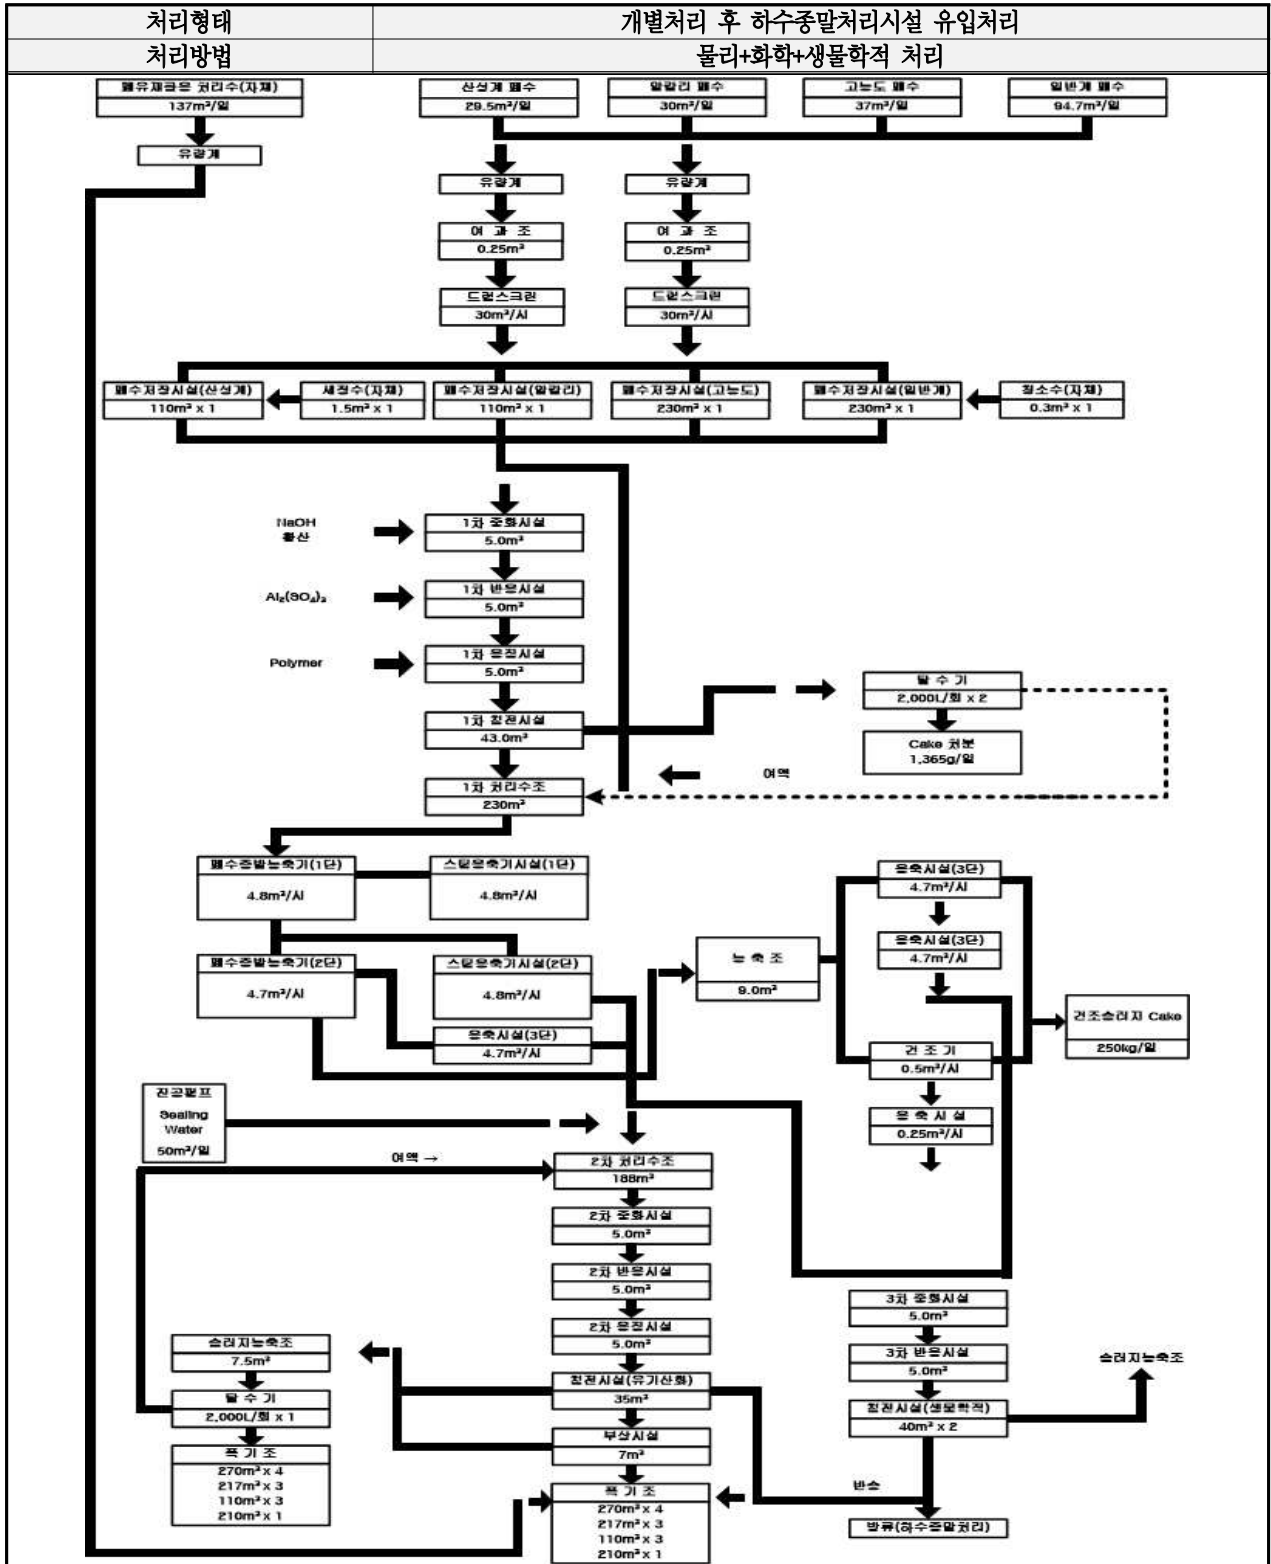 처리형태 개별처리 후 하수종말처리시설 유입처리
처리방법 물리+화학+생물학적 처리
폐유재활용 처리수(자체) 산성계 폐수 알칼리 폐수 고농도 폐수 일반계 폐수
137m³/일 29.5m³/일 30m³/일 37m³/일 94.7m³/일
유량계
유량계 유량계
여 과 조 여 과 조
0.25m³ 0.25m³
드럼스크린 드럼스크린
30m³/시 30m³/시
폐수저장시설(산성계) 세정수(자체) 폐수저장시설(알칼리) 폐수저장시설(고농도) 폐수저장시설(일반계) 청소수(자체)
110m³ x 1 1.5m³ x 1 110m³ x 1 230m³ x 1 230m³ x 1 0.3m³ x 1
NaOH
황산
1차 중화시설
5.0m³
Al₂(SO₄)₃
1차 반응시설
5.0m³
Polymer
1차 응집시설
5.0m³
탈 수 기
2,000L/회 x 2
1차 침전시설
43.0m³
Cake 처분
1,365g/일
여액
1차 처리수조
230m³
폐수증발농축기(1단) 스팀응축기시설(1단) 응축시설(3단)
4.8m³/시 4.8m³/시 4.7m³/시
응축시설(3단)
4.7m³/시
폐수증발농축기(2단) 스팀응축기시설(2단) 농 축 조
4.7m³/시 4.8m³/시 9.0m³
응축시설(3단)
4.7m³/시
건조슬러지 Cake
250kg/일
건 조 기
0.5m³/시
응 축 시 설
0.25m³/시
진공펌프
Sealing
Water
50m³/일
여액 →
2차 처리수조
188m³
2차 중화시설
5.0m³
2차 반응시설
5.0m³
2차 응집시설
5.0m³
3차 중화시설
5.0m³
3차 반응시설
5.0m³
슬러지농축조
슬러지농축조
7.5m³
침전시설(유기산화)
35m³
침전시설(생물학적)
40m³ x 2
탈 수 기
2,000L/회 x 1
부상시설
7m³
폭 기 조
270m³ x 4
217m³ x 3
110m³ x 3
210m³ x 1
반송
폭 기 조
270m³ x 4
217m³ x 3
110m³ x 3
210m³ x 1
방류(하수종말처리)